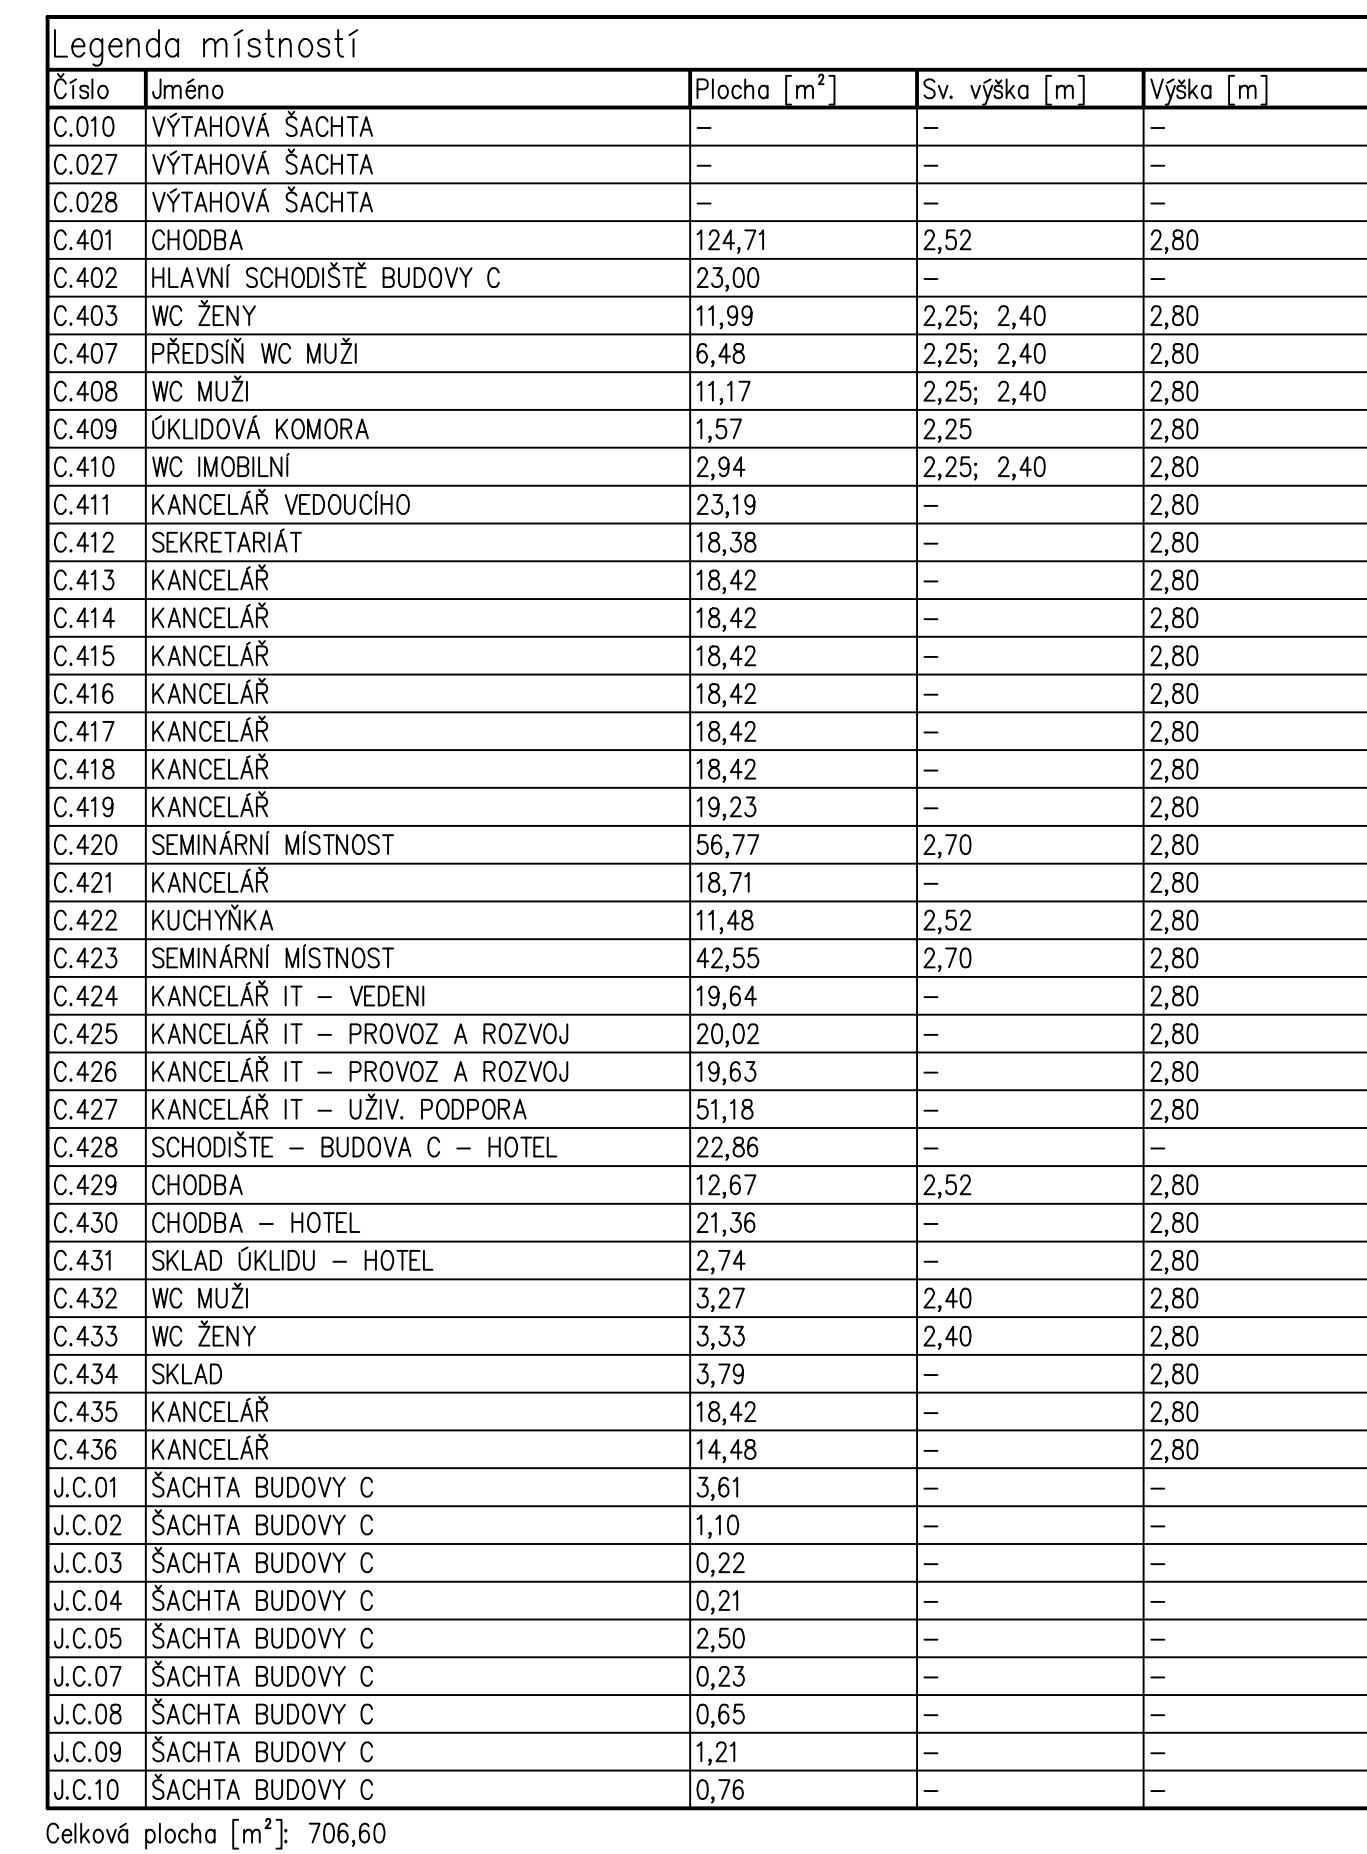 Legenda místností
Číslo Jméno Plocha [m²] Sv. výška [m] Výška [m]
C.010 VÝTAHOVÁ ŠACHTA – – –
C.027 VÝTAHOVÁ ŠACHTA – – –
C.028 VÝTAHOVÁ ŠACHTA – – –
C.401 CHODBA 124,71 2,52 2,80
C.402 HLAVNÍ SCHODIŠTĚ BUDOVY C 23,00 – –
C.403 WC ŽENY 11,99 2,25; 2,40 2,80
C.407 PŘEDSÍŇ WC MUŽI 6,48 2,25; 2,40 2,80
C.408 WC MUŽI 11,17 2,25; 2,40 2,80
C.409 ÚKLIDOVÁ KOMORA 1,57 2,25 2,80
C.410 WC IMOBILNÍ 2,94 2,25; 2,40 2,80
C.411 KANCELÁŘ VEDOUCÍHO 23,19 – 2,80
C.412 SEKRETARIÁT 18,38 – 2,80
C.413 KANCELÁŘ 18,42 – 2,80
C.414 KANCELÁŘ 18,42 – 2,80
C.415 KANCELÁŘ 18,42 – 2,80
C.416 KANCELÁŘ 18,42 – 2,80
C.417 KANCELÁŘ 18,42 – 2,80
C.418 KANCELÁŘ 18,42 – 2,80
C.419 KANCELÁŘ 19,23 – 2,80
C.420 SEMINÁRNÍ MÍSTNOST 56,77 2,70 2,80
C.421 KANCELÁŘ 18,71 – 2,80
C.422 KUCHYŇKA 11,48 2,52 2,80
C.423 SEMINÁRNÍ MÍSTNOST 42,55 2,70 2,80
C.424 KANCELÁŘ IT – VEDENI 19,64 – 2,80
C.425 KANCELÁŘ IT – PROVOZ A ROZVOJ 20,02 – 2,80
C.426 KANCELÁŘ IT – PROVOZ A ROZVOJ 19,63 – 2,80
C.427 KANCELÁŘ IT – UŽIV. PODPORA 51,18 – 2,80
C.428 SCHODIŠTE – BUDOVA C – HOTEL 22,86 – –
C.429 CHODBA 12,67 2,52 2,80
C.430 CHODBA – HOTEL 21,36 – 2,80
C.431 SKLAD ÚKLIDU – HOTEL 2,74 – 2,80
C.432 WC MUŽI 3,27 2,40 2,80
C.433 WC ŽENY 3,33 2,40 2,80
C.434 SKLAD 3,79 – 2,80
C.435 KANCELÁŘ 18,42 – 2,80
C.436 KANCELÁŘ 14,48 – 2,80
J.C.01 ŠACHTA BUDOVY C 3,61 – –
J.C.02 ŠACHTA BUDOVY C 1,10 – –
J.C.03 ŠACHTA BUDOVY C 0,22 – –
J.C.04 ŠACHTA BUDOVY C 0,21 – –
J.C.05 ŠACHTA BUDOVY C 2,50 – –
J.C.07 ŠACHTA BUDOVY C 0,23 – –
J.C.08 ŠACHTA BUDOVY C 0,65 – –
J.C.09 ŠACHTA BUDOVY C 1,21 – –
J.C.10 ŠACHTA BUDOVY C 0,76 – –
Celková plocha [m²]: 706,60